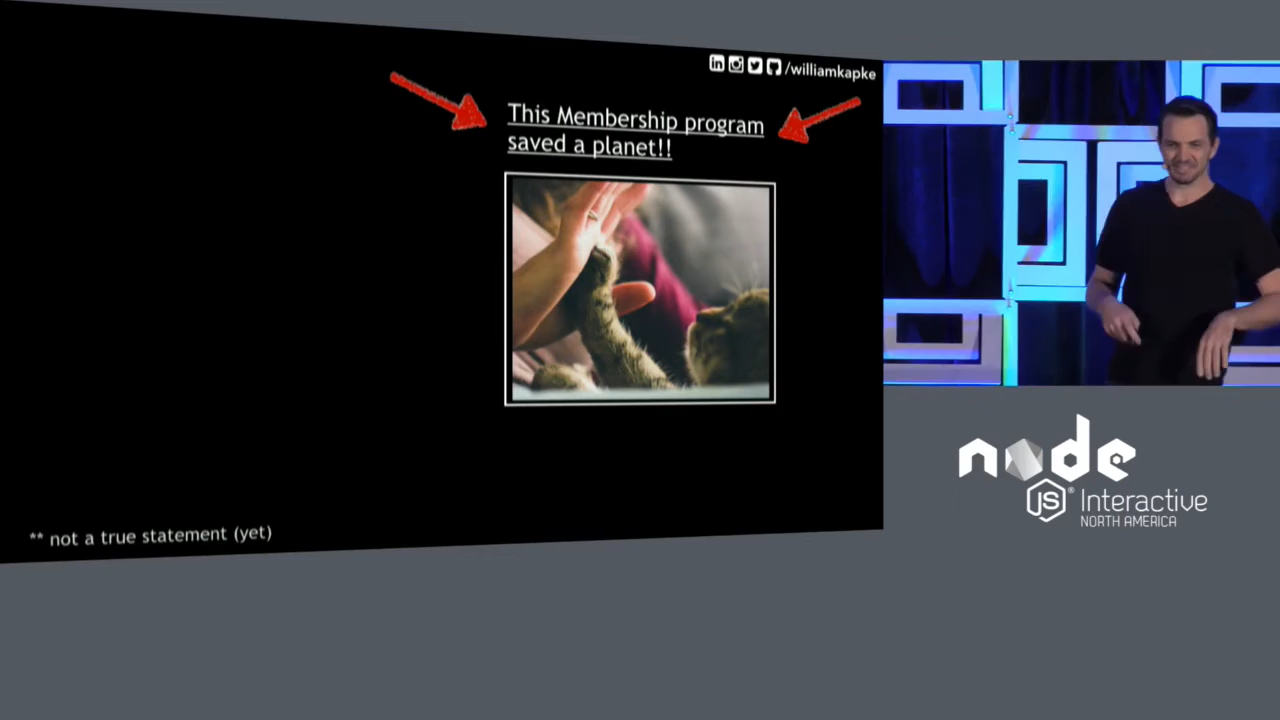 /williamkapke
This Membership program
saved a planet!!
** not a true statement (yet)
node
JS® Interactive
NORTH AMERICA